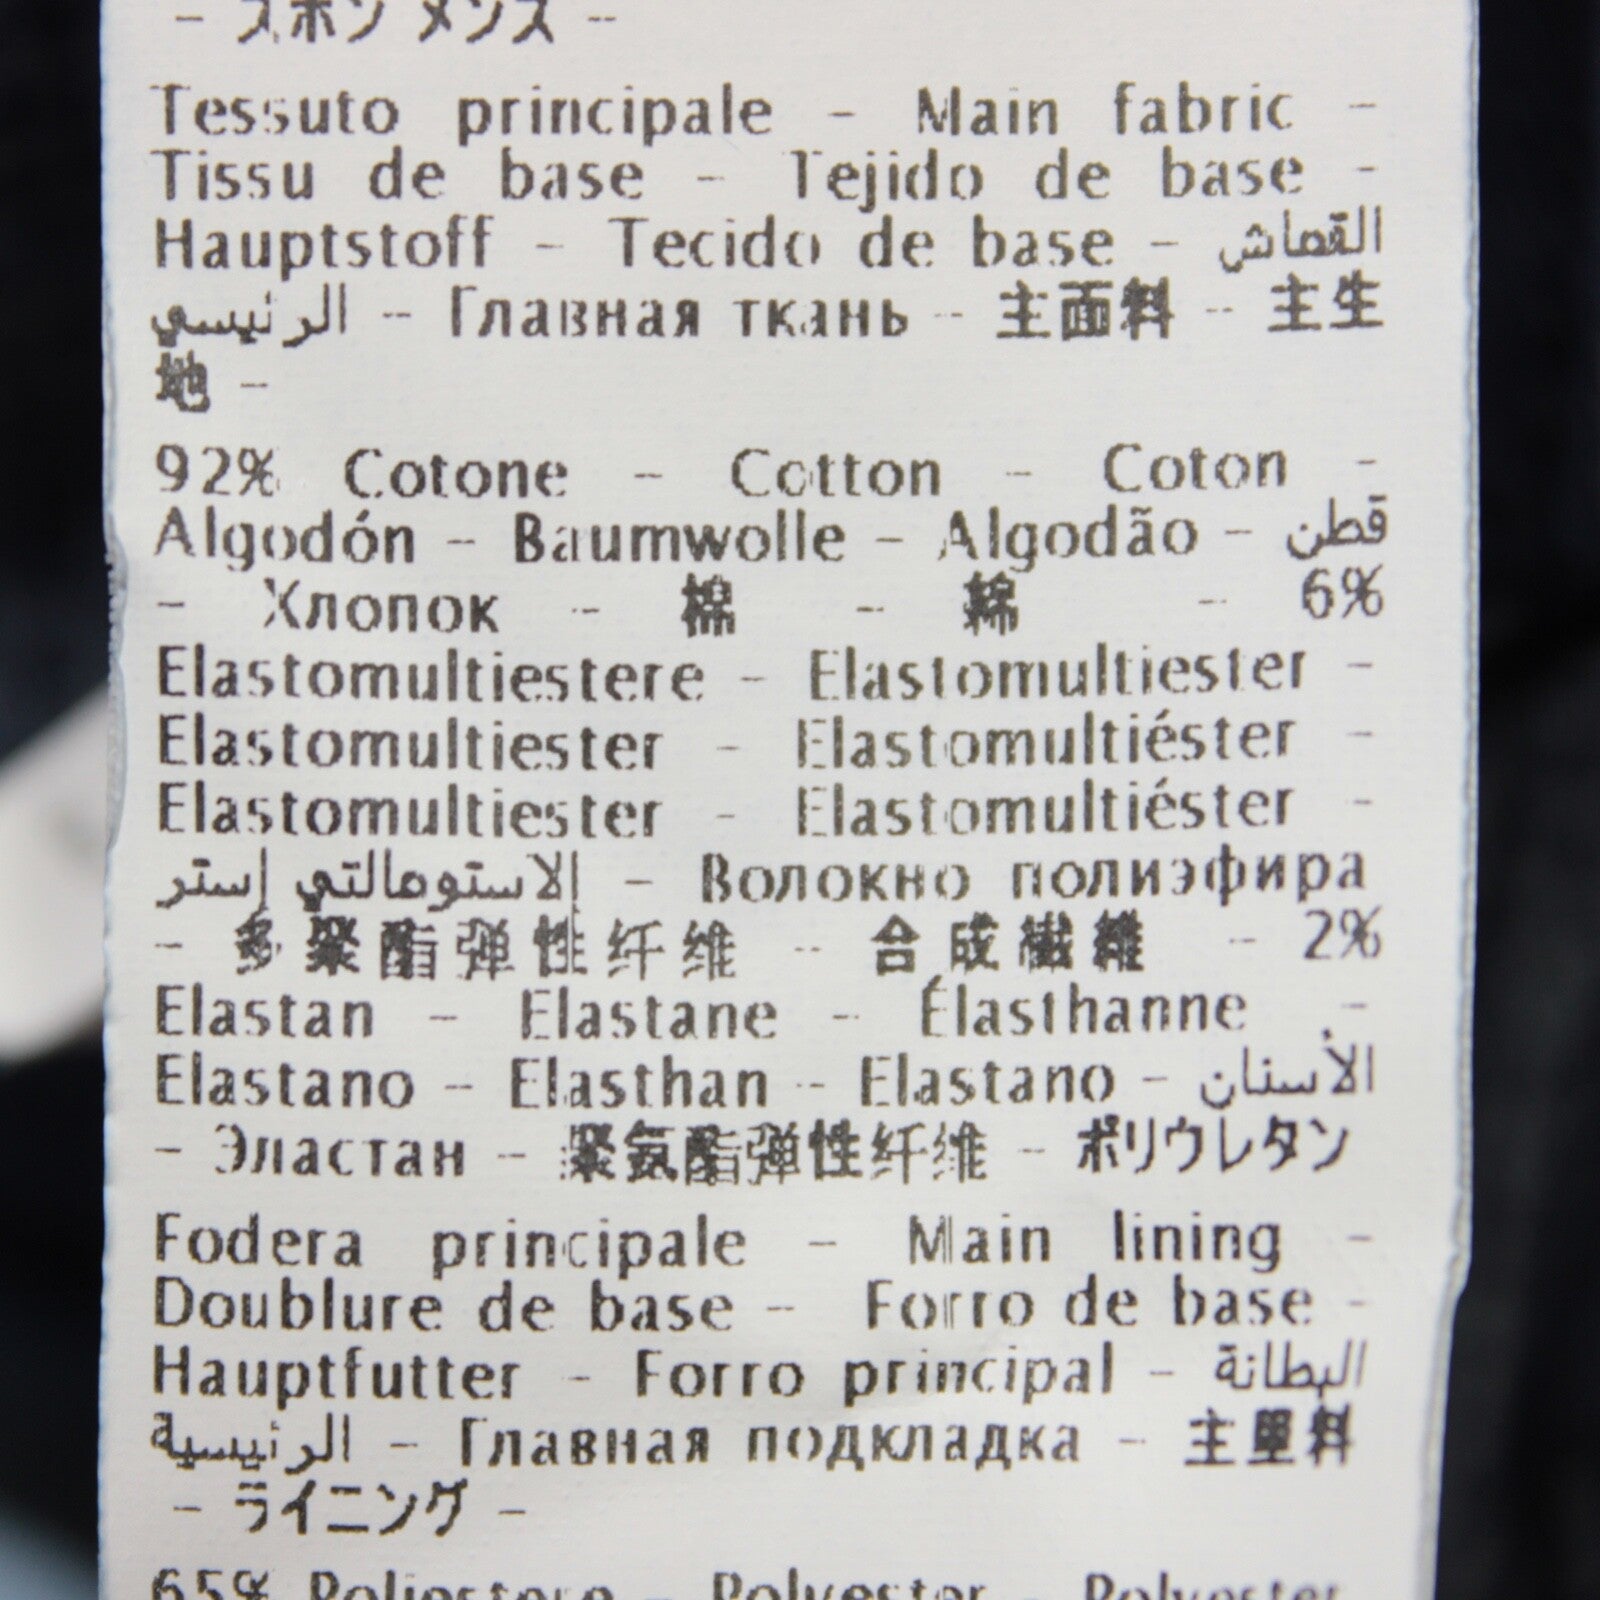 - ズボン メンズ -
Tessuto principale - Main fabric -
Tissu de base - Tejido de base -
Hauptstoff - Tecido de base - القماش
الرئيسي - Главная ткань - 主面料 - 主生
地 -
92% Cotone - Cotton - Coton -
Algodón - Baumwolle - Algodão - قطن
- Хлопок - 棉 - 綿 - 6%
Elastomultiestere - Elastomultiester -
Elastomultiester - Elastomultiéster -
Elastomultiester - Elastomultiéster -
الاستومالتي إستر - Волокно полиэфира
- 多聚酯弹性纤维 - 合成繊維 - 2%
Elastan - Elastane - Élasthanne -
Elastano - Elasthan - Elastano - الأستان
- Эластан - 聚氨酯弹性纤维 - ポリウレタン
Fodera principale - Main lining -
Doublure de base - Forro de base -
Hauptfutter - Forro principal - البطانة
الرئيسية - Главная подкладка - 主里料
- ライニング -
65% Poliestere - Polyester - Polyester